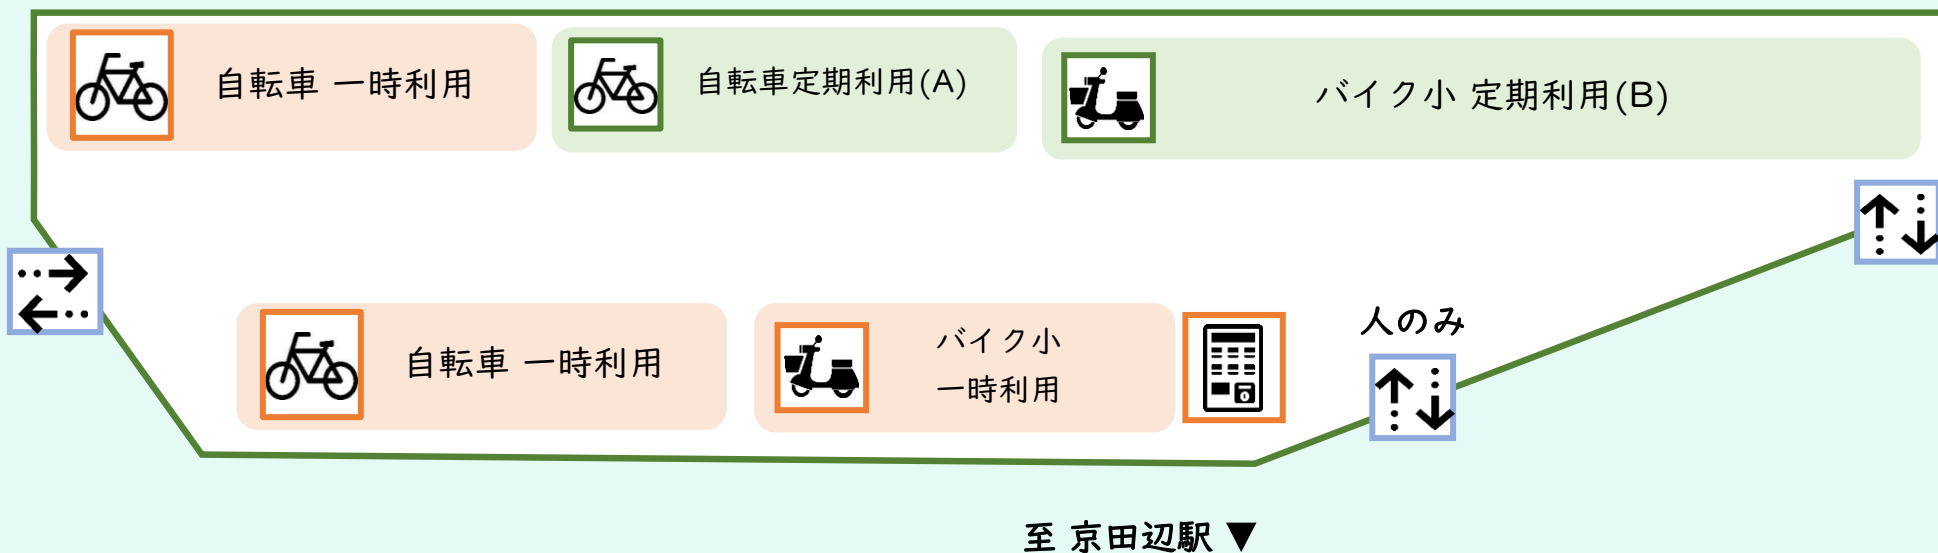 自転車 一時利用
自転車定期利用(A)
バイク小 定期利用(B)
人のみ
自転車 一時利用
バイク小
一時利用
至 京田辺駅 ▼